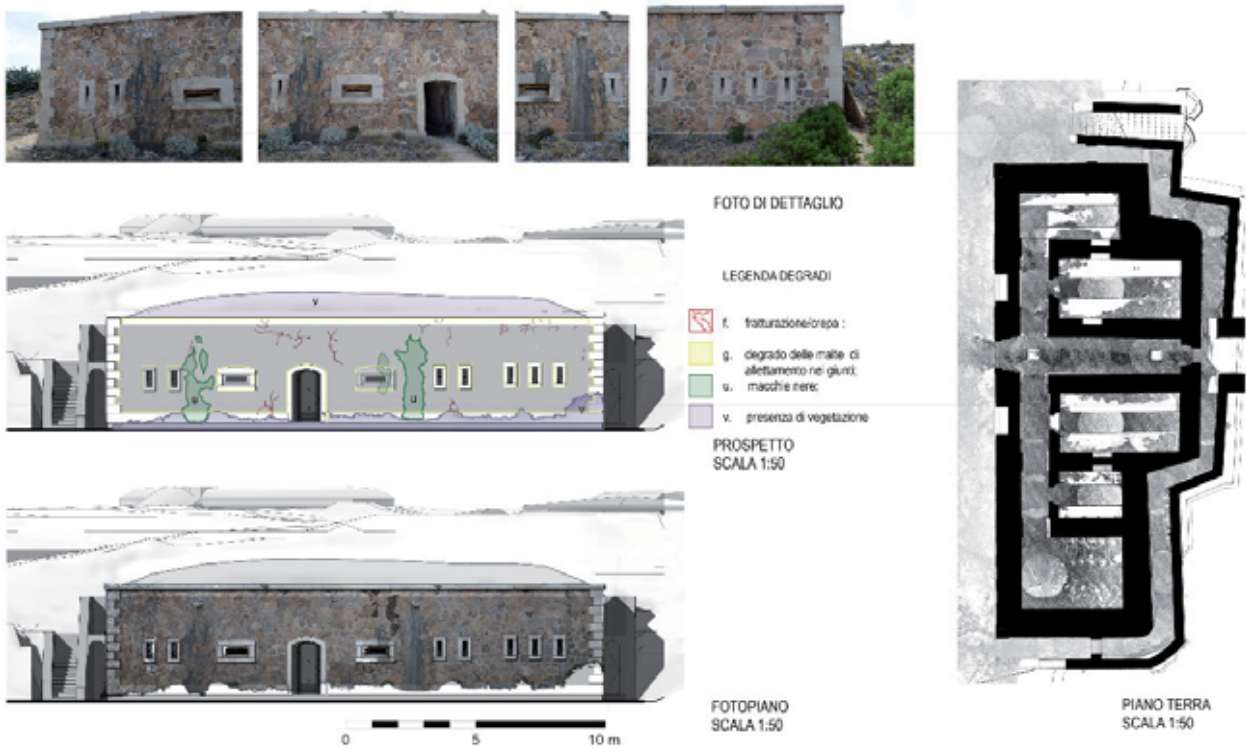 FOTO DI DETTAGLIO
LEGENDA DEGRADI
f. fratturazione/crepa :
g. degrado delle malte di
allettamento nei giunti;
u. macchie nere;
v. presenza di vegetazione
PROSPETTO
SCALA 1:50
v
u
u
v
FOTOPIANO
SCALA 1:50
0 5 10 m
PIANO TERRA
SCALA 1:50